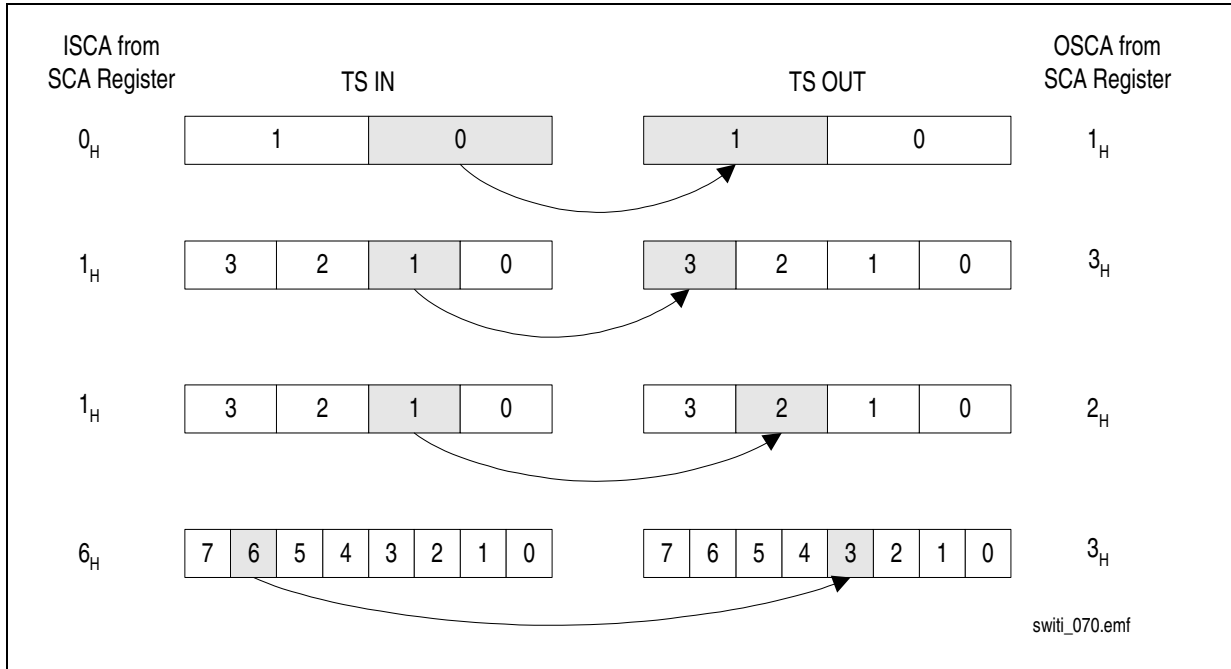 ISCA from
SCA Register
TS IN
TS OUT
OSCA from
SCA Register
0H
1 0
1 0
1H
1H
3 2 1 0
3 2 1 0
3H
1H
3 2 1 0
3 2 1 0
2H
6H
7 6 5 4 3 2 1 0
7 6 5 4 3 2 1 0
3H
switi_070.emf